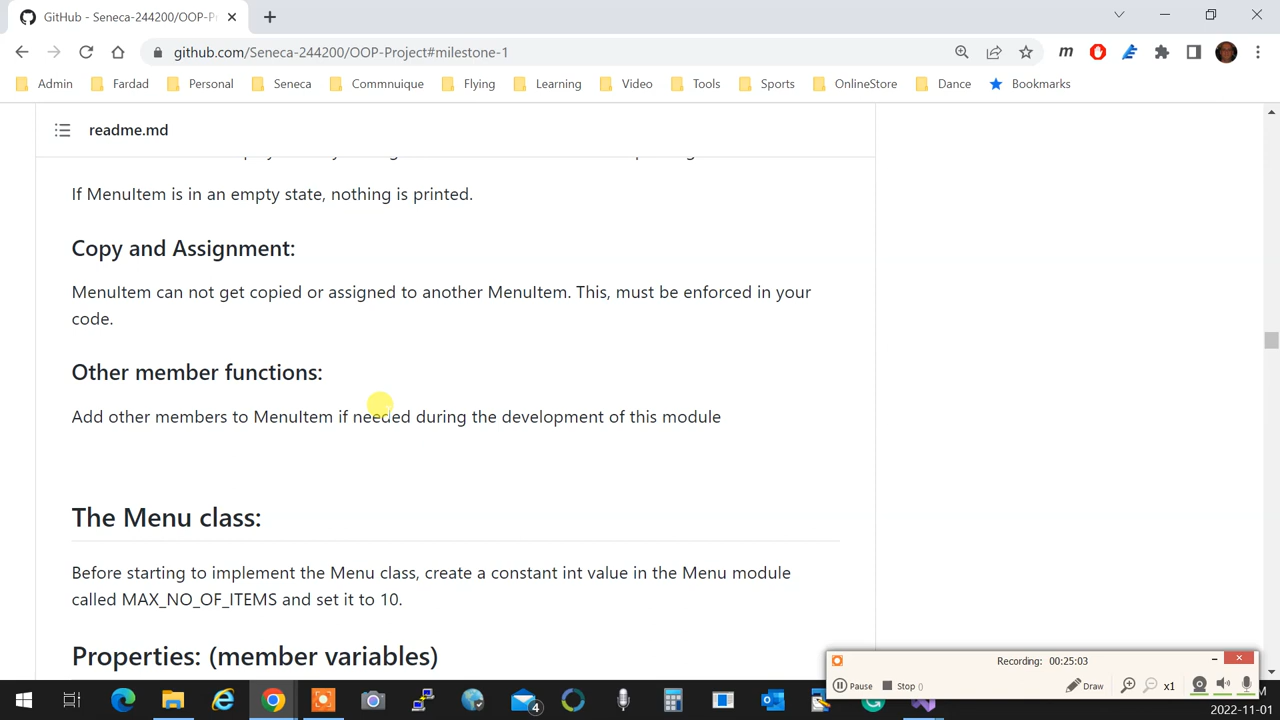 GitHub - Seneca-244200/OOP-P
github.com/Seneca-244200/OOP-Project#milestone-1
Admin Fardad Personal Seneca Commnuique Flying Learning Video Tools Sports OnlineStore Dance Bookmarks
readme.md
If MenuItem is in an empty state, nothing is printed.
Copy and Assignment:
MenuItem can not get copied or assigned to another MenuItem. This, must be enforced in your
code.
Other member functions:
Add other members to MenuItem if needed during the development of this module
The Menu class:
Before starting to implement the Menu class, create a constant int value in the Menu module
called MAX_NO_OF_ITEMS and set it to 10.
Properties: (member variables)
Recording: 00:25:03
Pause Stop () Draw x1
4
2022-11-01